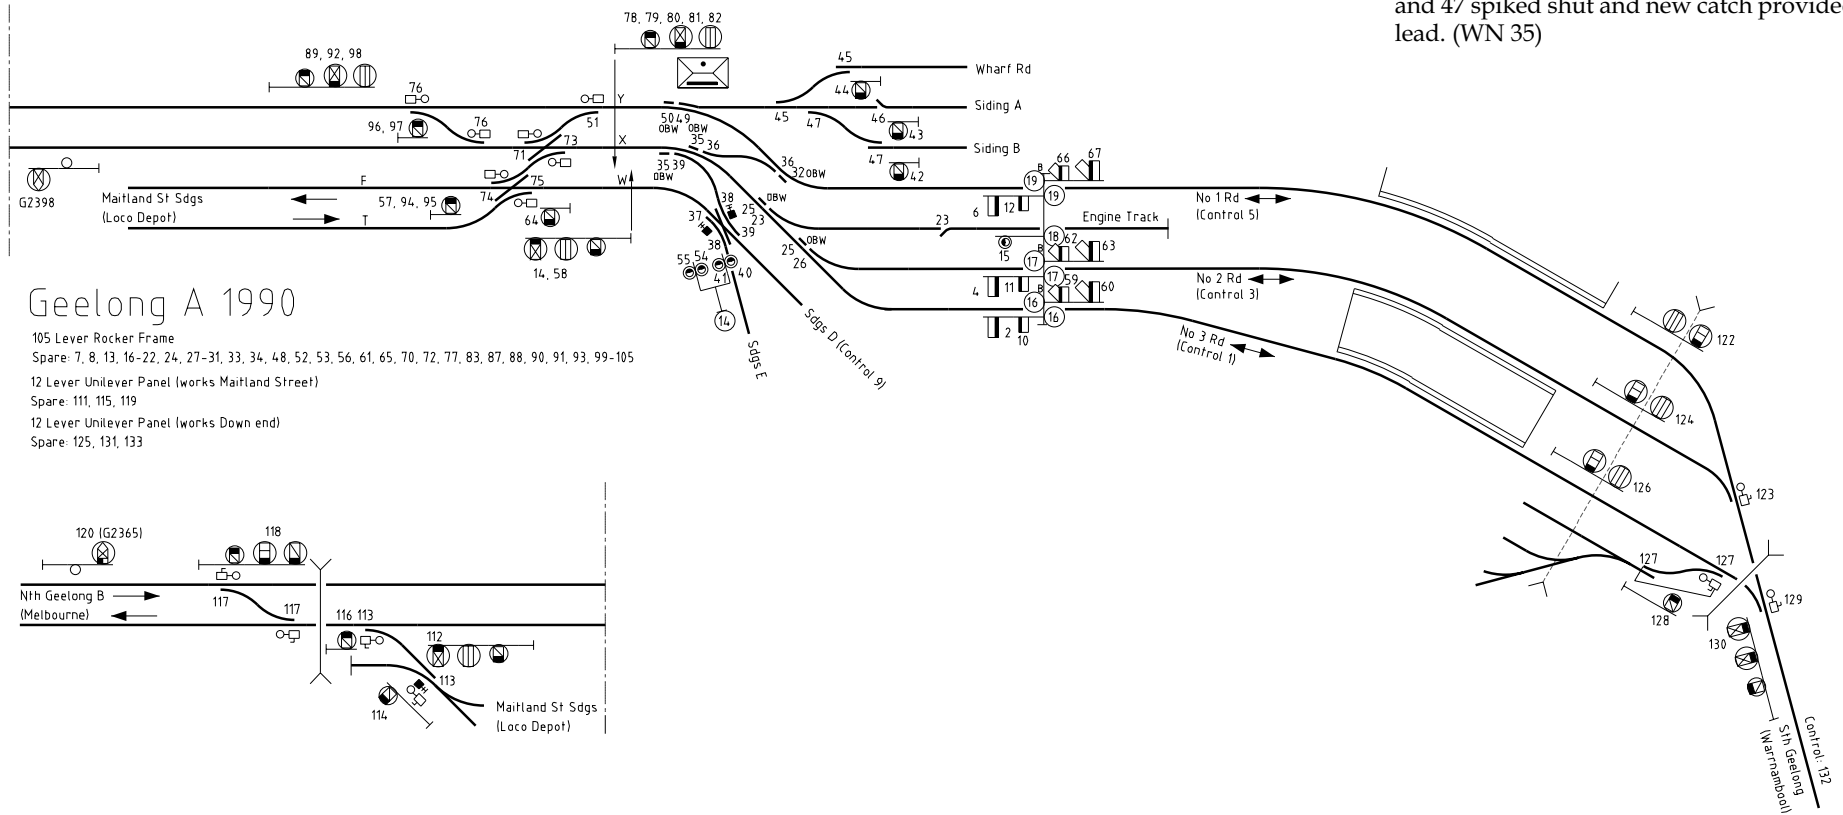 and 47 spiked shut and new catch provide
lead. (WN 35)
78, 79, 80, 81, 82
89, 92, 98
76
96, 97
76
51
Y
50 49
OBW OBW
45
Wharf Rd
44
45
47
46
Siding A
43
47
Siding B
42
71
73
X
35
36
35 39
OBW
36
32 OBW
G2398
Maitland St Sdgs
(Loco Depot)
F
T
57, 94, 95
74
75
W
64
14, 58
37
38
38
39
25
23
OBW
25
26
OBW
55 54
41
40
14
Sdgs E
Sdgs D (Control 9)
23
Engine Track
B
66
67
19
19
6
12
No 1 Rd
(Control 5)
15
18
B
62
63
17
17
4
11
No 2 Rd
(Control 3)
B
59
60
16
16
2
10
No 3 Rd
(Control 1)
122
124
126
123
127
127
128
129
130
Control: 132
Sth Geelong
(Warrnambool)
Geelong A 1990
105 Lever Rocker Frame
Spare: 7, 8, 13, 16-22, 24, 27-31, 33, 34, 48, 52, 53, 56, 61, 65, 70, 72, 77, 83, 87, 88, 90, 91, 93, 99-105
12 Lever Unilever Panel (works Maitland Street)
Spare: 111, 115, 119
12 Lever Unilever Panel (works Down end)
Spare: 125, 131, 133
120 (G2365)
118
Nth Geelong B
(Melbourne)
117
117
116 113
112
113
114
Maitland St Sdgs
(Loco Depot)